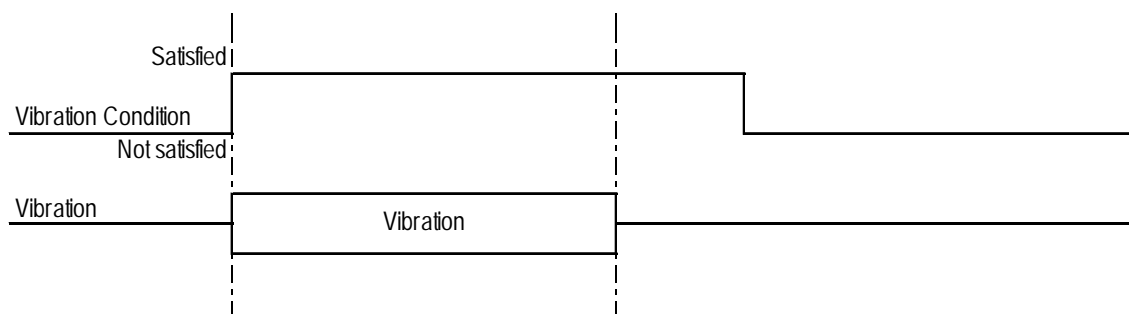 Satisfied
Vibration Condition
Not satisfied
Vibration
Vibration